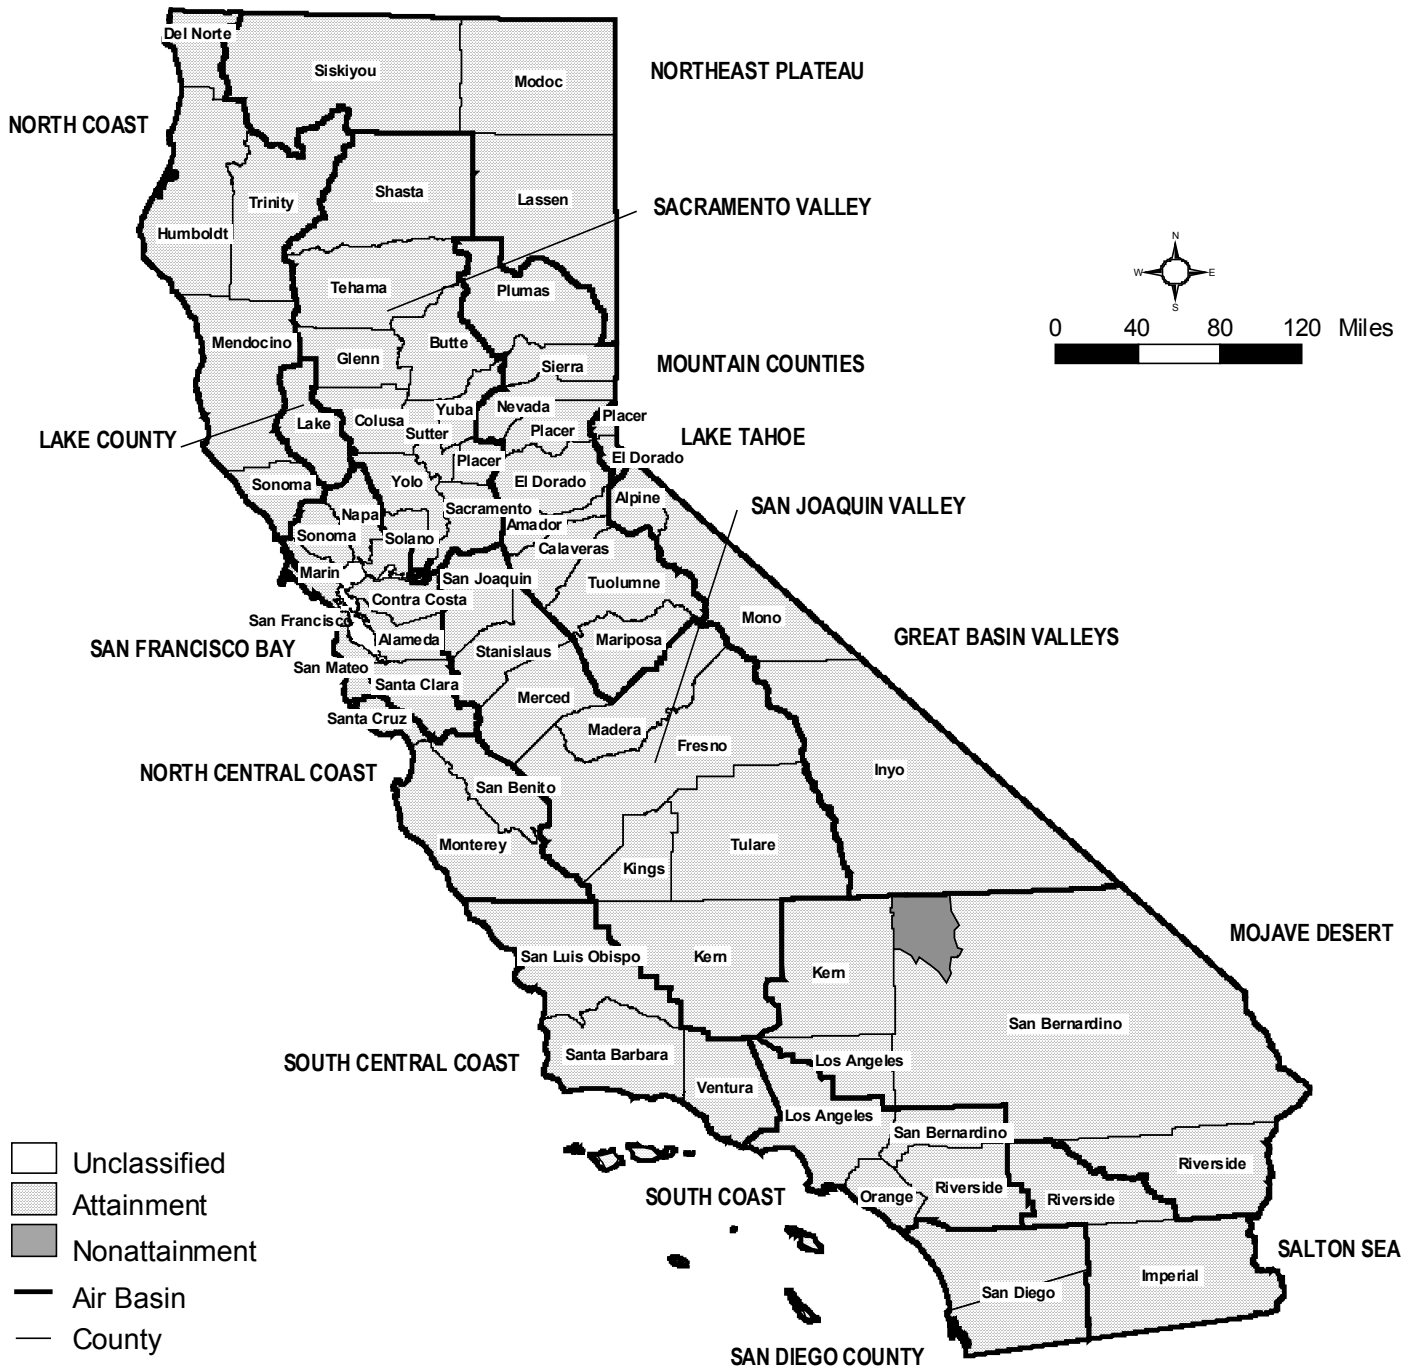 Del Norte
Siskiyou
Modoc
NORTHEAST PLATEAU
NORTH COAST
Shasta
Lassen
Trinity
SACRAMENTO VALLEY
Humboldt
N
W
E
S
Tehama
Plumas
0 40 80 120 Miles
Mendocino
Butte
Glenn
Sierra
MOUNTAIN COUNTIES
Nevada
Yuba
Placer
Lake
Colusa
Sutter
Placer
LAKE COUNTY
LAKE TAHOE
Placer
El Dorado
Sonoma
Yolo
El Dorado
Alpine
Napa
Sacramento
SAN JOAQUIN VALLEY
Amador
Sonoma
Solano
Calaveras
Marin
San Joaquin
Tuolumne
Contra Costa
San Francisco
Mono
GREAT BASIN VALLEYS
Alameda
Mariposa
SAN FRANCISCO BAY
Stanislaus
San Mateo
Santa Clara
Merced
Santa Cruz
Madera
Fresno
NORTH CENTRAL COAST
Inyo
San Benito
Monterey
Tulare
Kings
MOJAVE DESERT
San Luis Obispo
Kern
Kern
San Bernardino
SOUTH CENTRAL COAST
Santa Barbara
Los Angeles
Ventura
Los Angeles
San Bernardino
Unclassified
Riverside
Attainment
SOUTH COAST
Orange
Riverside
Riverside
Nonattainment
SALTON SEA
Imperial
Air Basin
San Diego
County
SAN DIEGO COUNTY